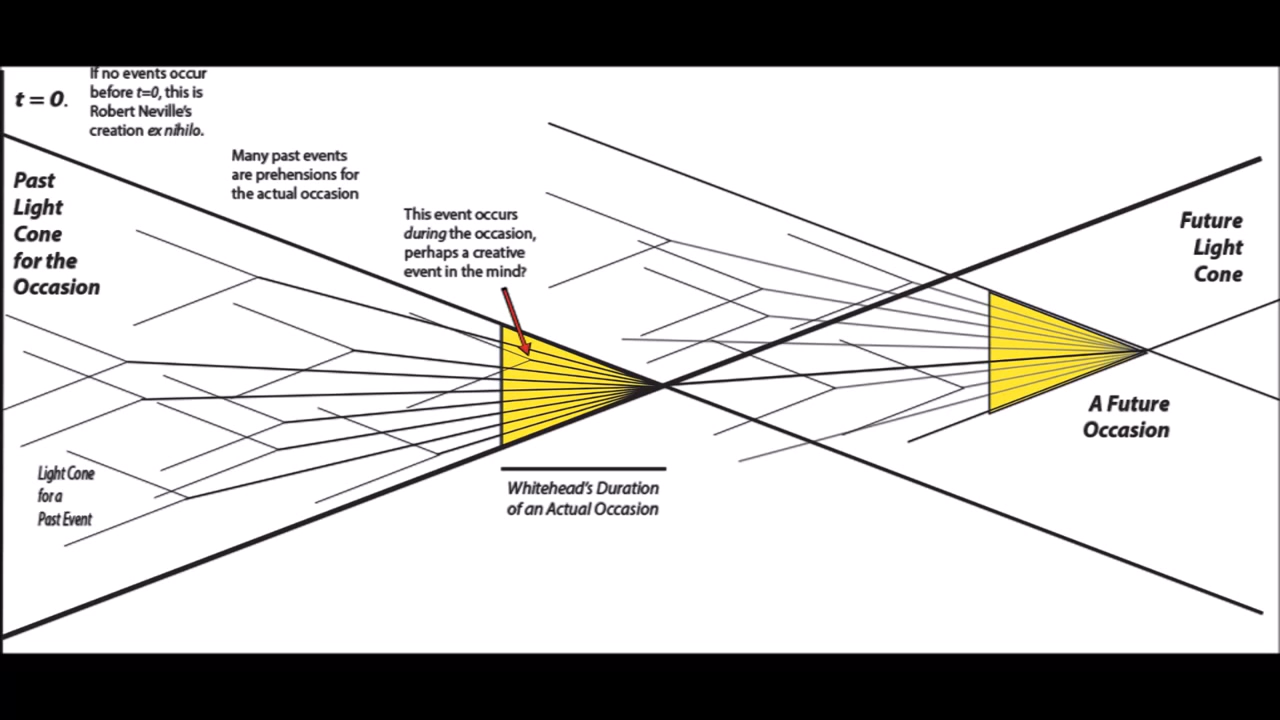 If no events occur
t = 0. before t=0, this is
Robert Neville's
creation ex nihilo.
Many past events
are prehensions for
the actual occasion
Past
Light
Cone
for the
Occasion
This event occurs
during the occasion,
perhaps a creative
event in the mind?
Future
Light
Cone
A Future
Occasion
Light Cone
for a
Past Event
Whitehead's Duration
of an Actual Occasion